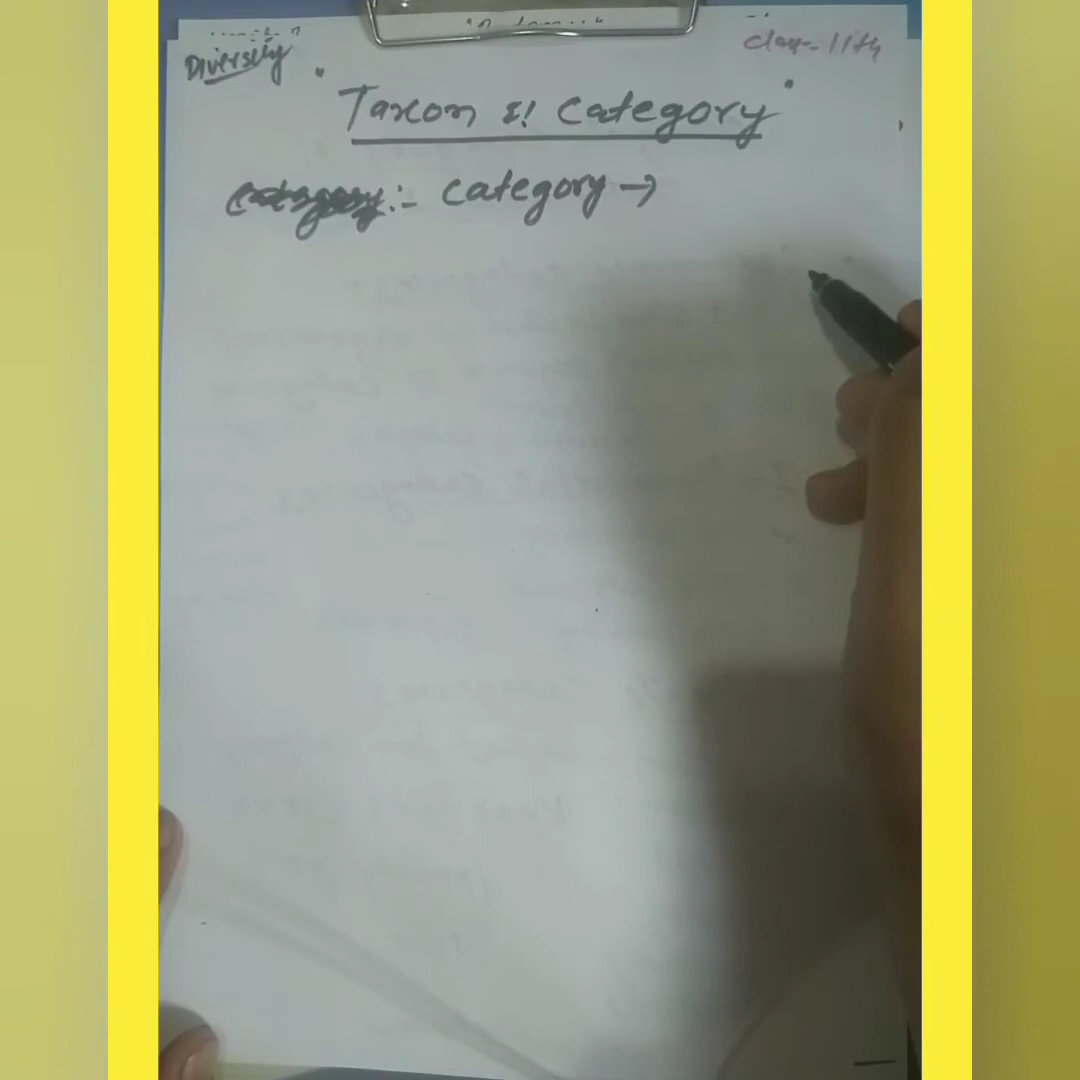 Diversity
class- 11th
"Taxon & Category"
category:- category →